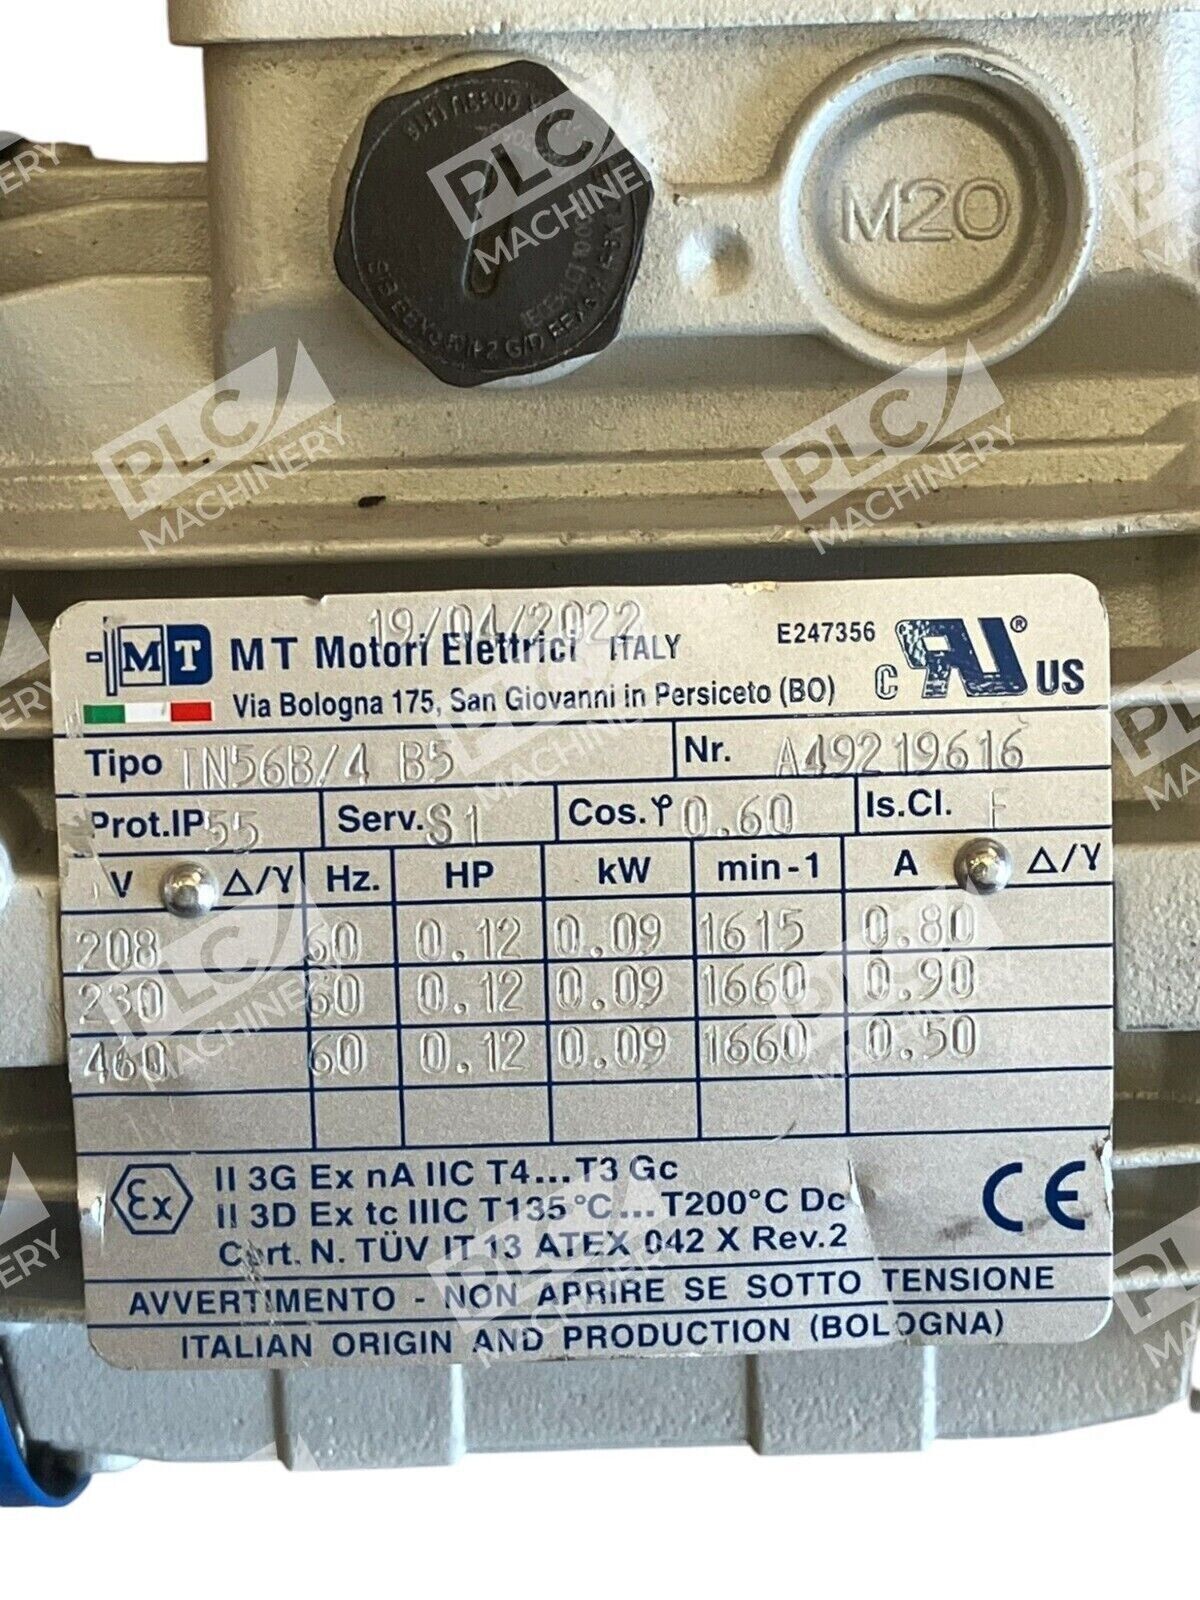 M20
PLC MACHINERY
19/04/2022
MT
MT Motori Elettrici ITALY
E247356
C RU ® US
Via Bologna 175, San Giovanni in Persiceto (BO)
Tipo TN56B/4 B5 Nr. A49219616
Prot.IP 55 Serv. S1 Cos.φ 0.60 Is.Cl. F
V Δ/Y Hz. HP kW min-1 A Δ/Y
208 60 0.12 0.09 1615 0.80
230 60 0.12 0.09 1660 0.90
460 60 0.12 0.09 1660 0.50
Ex II 3G Ex nA IIC T4...T3 Gc
II 3D Ex tc IIIC T135°C...T200°C Dc
Cert. N. TÜV IT 13 ATEX 042 X Rev.2
CE
AVVERTIMENTO - NON APRIRE SE SOTTO TENSIONE
ITALIAN ORIGIN AND PRODUCTION (BOLOGNA)